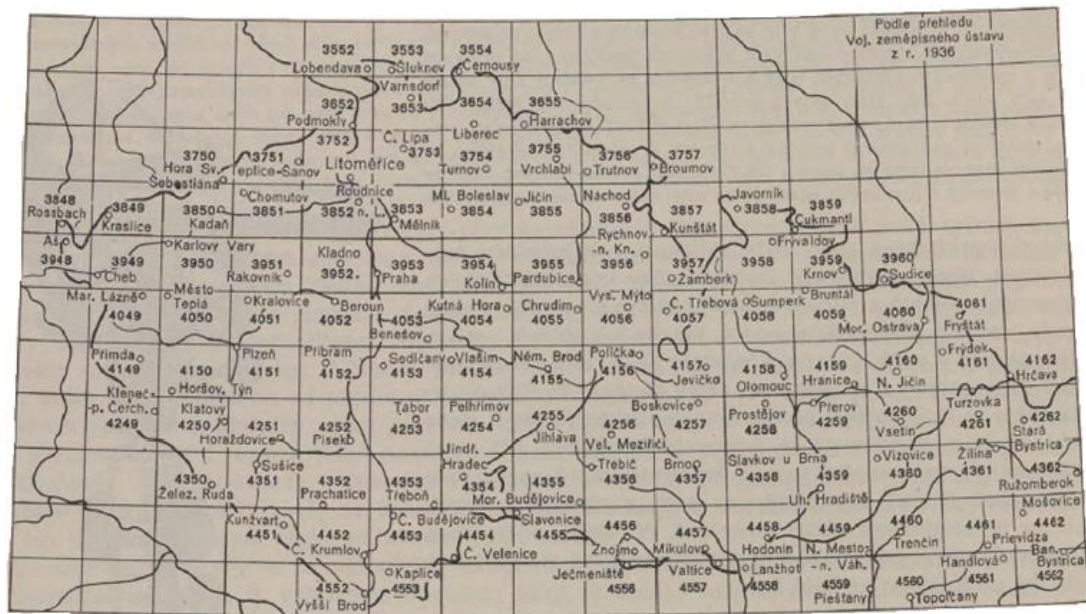 Podle přehledu
Voj. zeměpisného ústavu
z r. 1936
3552 3553 3554
Lobendava Šluknov Černousy
Varnsdorf
3652 3653 3654 3655
Podmokly Liberec Harrachov
3752 Č. Lípa 3753 3754 3755 3756 3757
3750 3751
Hora Sv. Šebestiána Teplice-Šanov
Litoměřice Turnov Vrchlabí Trutnov Broumov
Chomutov Roudnice n. L.
3848 3849 3850 3851 3852 3853 3854 3855 3856 3857 3858 3859
Rossbach Kraslice Kadaň Mělník Ml. Boleslav Jičín Náchod Kunštát Javorník Cukmantl
Aš Karlovy Vary Kladno Rychnov
-n. Kn. Frývaldov
3948 3949 3950 3951 3952. 3953 3954 3955 3956 3957 3958 3959 3960
Cheb Rakovník Praha Kolín Pardubice Žamberk Krnov Sudice
Mar. Lázně Město
Teplá Kralovice Beroun Kutná Hora Chrudim Vys. Mýto Č. Třebová Šumperk Bruntál
4049 4050 4051 4052 4053 4054 4055 4056 4057 4058 4059 4060 4061
Benešov Mor. Ostrava Fryštát
Přimda Plzeň Příbram Sedlčany Vlašim Něm. Brod Polička Frýdek
4149 4150 4151 4152 4153 4154 4155 4156 4157 4158 4159 4160 4161 4162
Horšov. Týn Jevíčko Olomouc Hranice N. Jičín Hrčava
Kleneč
-p. Čerch. Klatovy Tábor Pelhřimov Boskovice Prostějov Přerov Turzovka
4249 4250 4251 4252 4253 4254 4255 4256 4257 4258 4259 4260 4261 4262
Horažďovice Písek Jihlava Vel. Meziříčí Vsetín Stará
Bystrica
Jindř.
Hradec Sušice Třebíč Brno Slavkov u Brna Vizovice Žilina
4350 4351 4352 4353 4354 4355 4356 4357 4358 4359 4360 4361 4362
Želez. Ruda Prachatice Třeboň Mor. Budějovice Uh. Hradiště Ružomberok
Kunžvart Č. Budějovice Slavonice Mošovice
4451 4452 4453 4454 4455 4456 4457 4458 4459 4460 4461 4462
Č. Krumlov Č. Velenice Znojmo Mikulov Hodonín N. Mesto
-n. Váh. Trenčín Prievidza
Kaplice Ječmeniště Valtice Lanžhot Handlová Ban.
Bystrica
4552 4553 4556 4557 4558 4559 4560 4561 4562
Vyšší Brod Piešťany Topoľčany